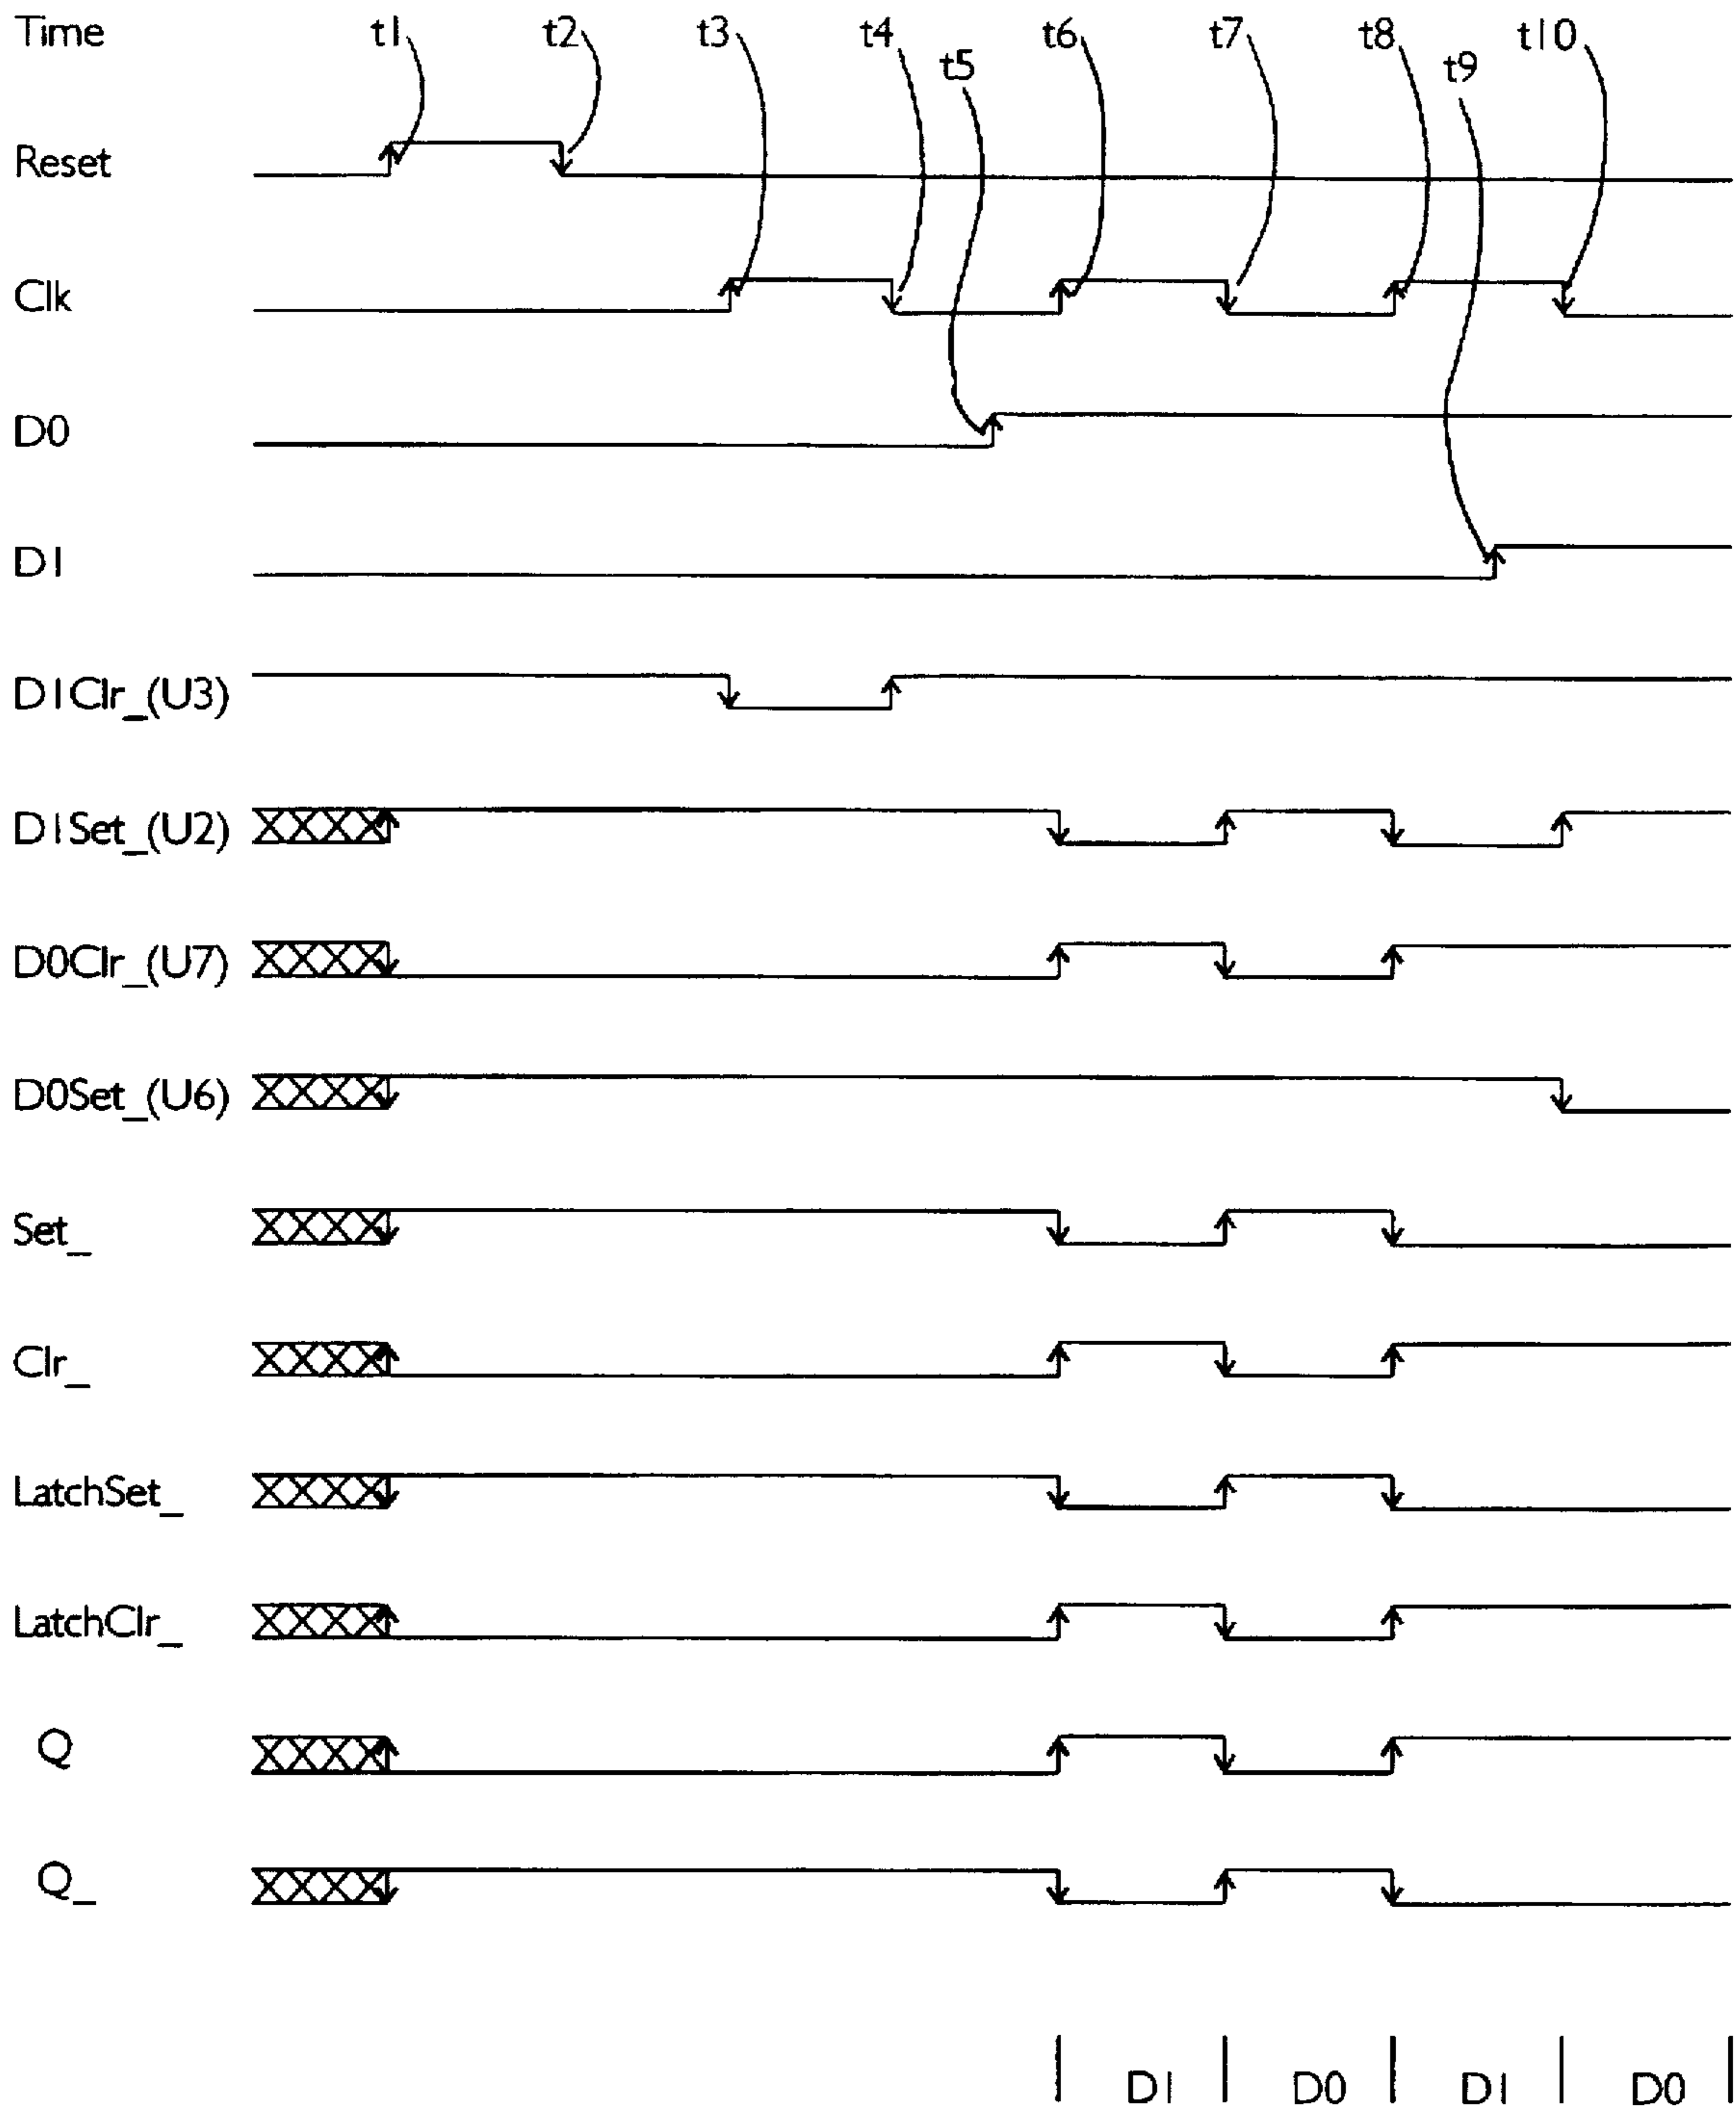 Time t1 t2 t3 t4 t5 t6 t7 t8 t9 t10
Reset
Clk
D0
D1
D1Clr_(U3)
D1Set_(U2)
D0Clr_(U7)
D0Set_(U6)
Set_
Clr_
LatchSet_
LatchClr_
Q
Q_
D1 D0 D1 D0